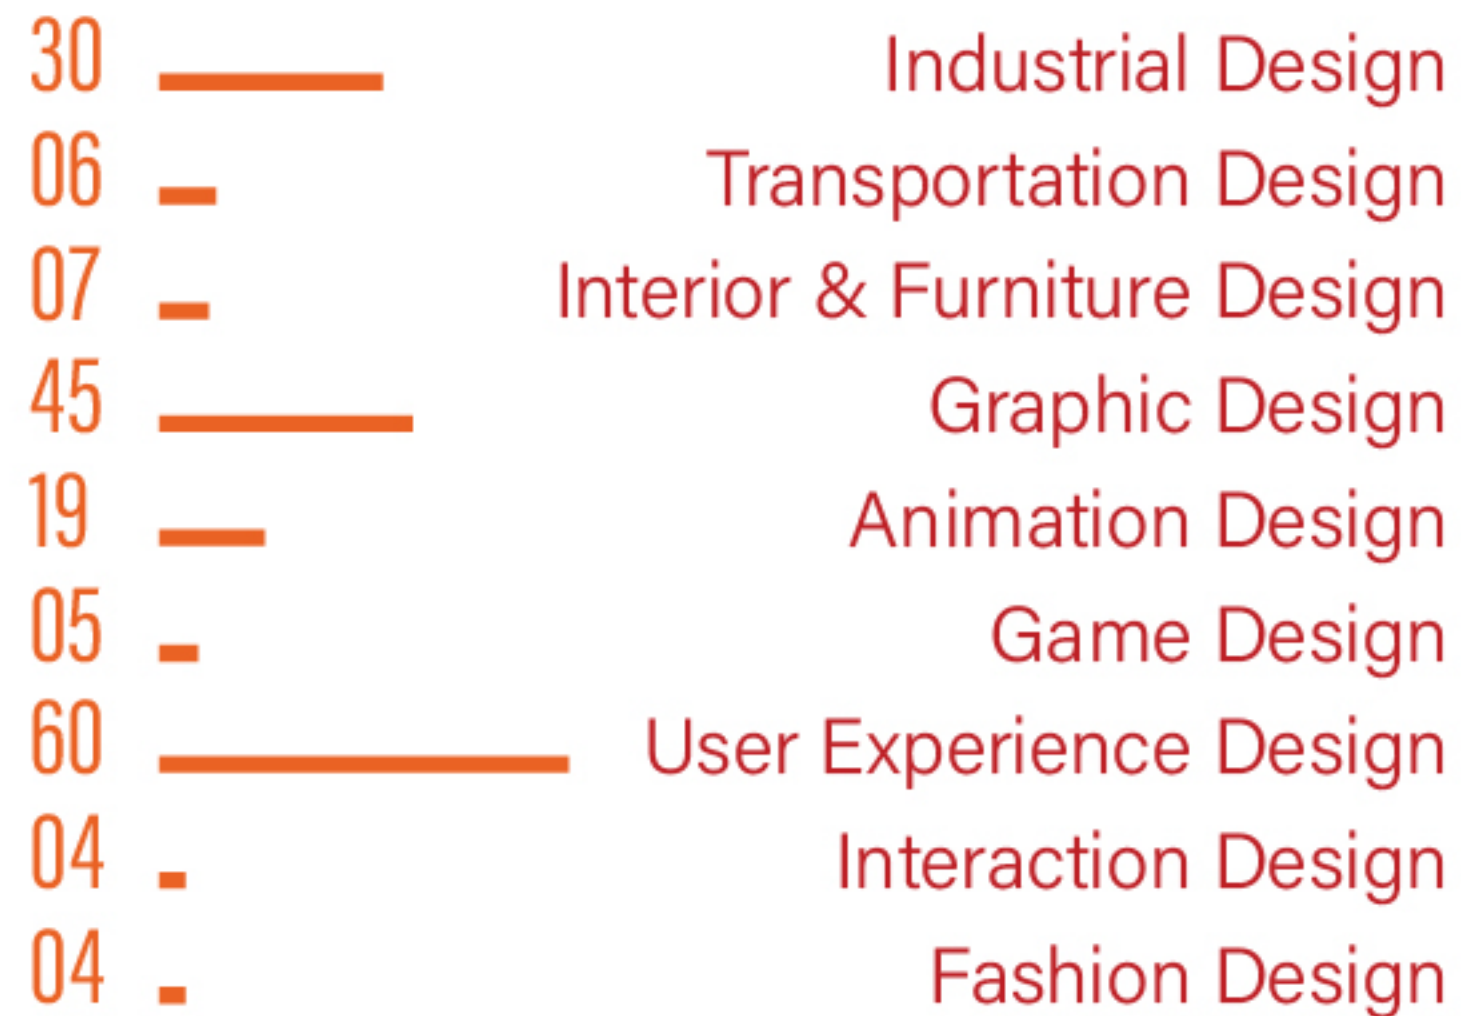 30 Industrial Design
06 Transportation Design
07 Interior & Furniture Design
45 Graphic Design
19 Animation Design
05 Game Design
60 User Experience Design
04 Interaction Design
04 Fashion Design